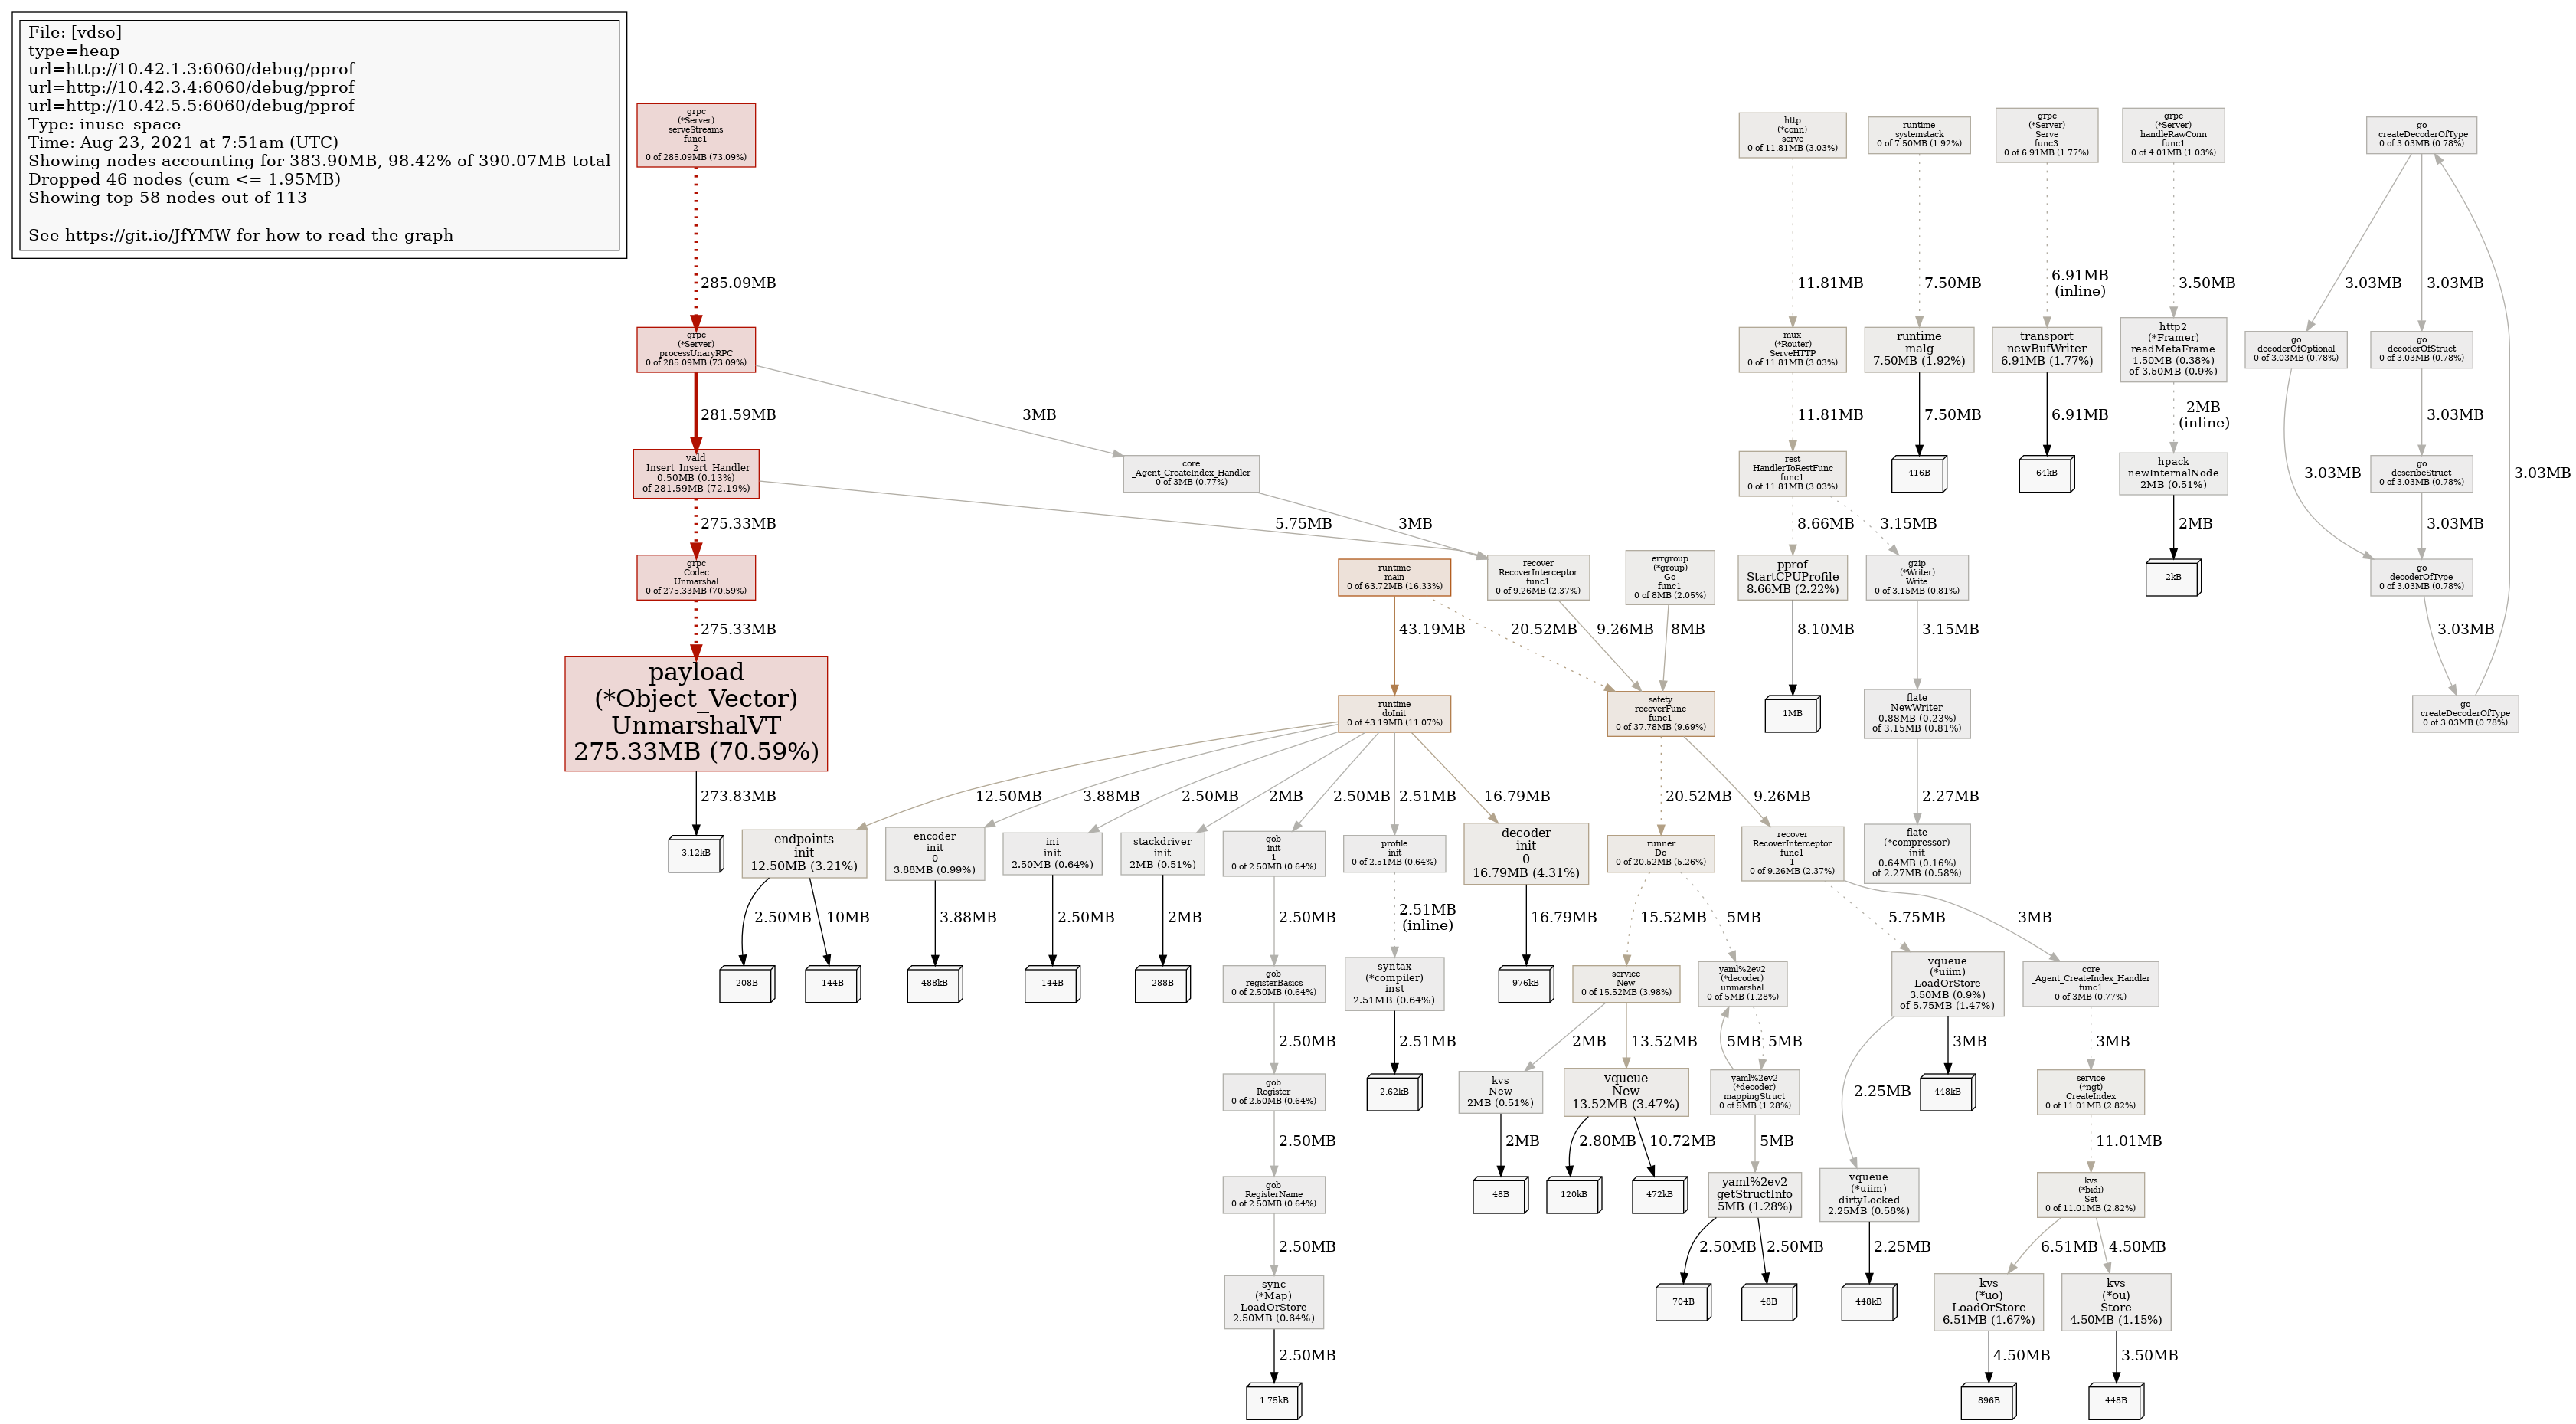 File: [vdso]
type=heap
url=http://10.42.1.3:6060/debug/pprof
url=http://10.42.3.4:6060/debug/pprof
url=http://10.42.5.5:6060/debug/pprof
Type: inuse_space
Time: Aug 23, 2021 at 7:51am (UTC)
Showing nodes accounting for 383.90MB, 98.42% of 390.07MB total
Dropped 46 nodes (cum <= 1.95MB)
Showing top 58 nodes out of 113
See https://git.io/JfYMW for how to read the graph
grpc
(*Server)
serveStreams
func1
2
0 of 285.09MB (73.09%)
http
(*conn)
serve
0 of 11.81MB (3.03%)
runtime
systemstack
0 of 7.50MB (1.92%)
grpc
(*Server)
Serve
func3
0 of 6.91MB (1.77%)
grpc
(*Server)
handleRawConn
func1
0 of 4.01MB (1.03%)
go
_createDecoderOfType
0 of 3.03MB (0.78%)
285.09MB
11.81MB
7.50MB
6.91MB
(inline)
3.50MB
3.03MB
3.03MB
grpc
(*Server)
processUnaryRPC
0 of 285.09MB (73.09%)
mux
(*Router)
ServeHTTP
0 of 11.81MB (3.03%)
runtime
malg
7.50MB (1.92%)
transport
newBufWriter
6.91MB (1.77%)
http2
(*Framer)
readMetaFrame
1.50MB (0.38%)
of 3.50MB (0.9%)
go
decoderOfOptional
0 of 3.03MB (0.78%)
go
decoderOfStruct
0 of 3.03MB (0.78%)
281.59MB
3MB
11.81MB
7.50MB
6.91MB
2MB
(inline)
3.03MB
vald
_Insert_Insert_Handler
0.50MB (0.13%)
of 281.59MB (72.19%)
core
_Agent_CreateIndex_Handler
0 of 3MB (0.77%)
rest
HandlerToRestFunc
func1
0 of 11.81MB (3.03%)
416B
64kB
hpack
newInternalNode
2MB (0.51%)
3.03MB
go
describeStruct
0 of 3.03MB (0.78%)
3.03MB
275.33MB
5.75MB
3MB
8.66MB
3.15MB
2MB
3.03MB
grpc
Codec
Unmarshal
0 of 275.33MB (70.59%)
runtime
main
0 of 63.72MB (16.33%)
recover
RecoverInterceptor
func1
0 of 9.26MB (2.37%)
errgroup
(*group)
Go
func1
0 of 8MB (2.05%)
pprof
StartCPUProfile
8.66MB (2.22%)
gzip
(*Writer)
Write
0 of 3.15MB (0.81%)
2kB
go
decoderOfType
0 of 3.03MB (0.78%)
275.33MB
43.19MB
20.52MB
9.26MB
8MB
8.10MB
3.15MB
3.03MB
payload
(*Object_Vector)
UnmarshalVT
275.33MB (70.59%)
runtime
doInit
0 of 43.19MB (11.07%)
safety
recoverFunc
func1
0 of 37.78MB (9.69%)
1MB
flate
NewWriter
0.88MB (0.23%)
of 3.15MB (0.81%)
go
createDecoderOfType
0 of 3.03MB (0.78%)
273.83MB
12.50MB
3.88MB
2.50MB
2MB
2.50MB
2.51MB
16.79MB
20.52MB
9.26MB
2.27MB
3.12kB
endpoints
init
12.50MB (3.21%)
encoder
init
0
3.88MB (0.99%)
ini
init
2.50MB (0.64%)
stackdriver
init
2MB (0.51%)
gob
init
1
0 of 2.50MB (0.64%)
profile
init
0 of 2.51MB (0.64%)
decoder
init
0
16.79MB (4.31%)
runner
Do
0 of 20.52MB (5.26%)
recover
RecoverInterceptor
func1
1
0 of 9.26MB (2.37%)
flate
(*compressor)
init
0.64MB (0.16%)
of 2.27MB (0.58%)
2.50MB
10MB
3.88MB
2.50MB
2MB
2.50MB
2.51MB
(inline)
16.79MB
15.52MB
5MB
5.75MB
3MB
208B
144B
488kB
144B
288B
gob
registerBasics
0 of 2.50MB (0.64%)
syntax
(*compiler)
inst
2.51MB (0.64%)
976kB
service
New
0 of 15.52MB (3.98%)
yaml%2ev2
(*decoder)
unmarshal
0 of 5MB (1.28%)
vqueue
(*uiim)
LoadOrStore
3.50MB (0.9%)
of 5.75MB (1.47%)
core
_Agent_CreateIndex_Handler
func1
0 of 3MB (0.77%)
2.50MB
2.51MB
2MB
13.52MB
5MB
5MB
2.25MB
3MB
3MB
gob
Register
0 of 2.50MB (0.64%)
2.62kB
kvs
New
2MB (0.51%)
vqueue
New
13.52MB (3.47%)
yaml%2ev2
(*decoder)
mappingStruct
0 of 5MB (1.28%)
448kB
service
(*ngt)
CreateIndex
0 of 11.01MB (2.82%)
2.50MB
2MB
2.80MB
10.72MB
5MB
11.01MB
gob
RegisterName
0 of 2.50MB (0.64%)
48B
120kB
472kB
yaml%2ev2
getStructInfo
5MB (1.28%)
vqueue
(*uiim)
dirtyLocked
2.25MB (0.58%)
kvs
(*bidi)
Set
0 of 11.01MB (2.82%)
2.50MB
2.50MB
2.50MB
2.25MB
6.51MB
4.50MB
sync
(*Map)
LoadOrStore
2.50MB (0.64%)
704B
48B
448kB
kvs
(*uo)
LoadOrStore
6.51MB (1.67%)
kvs
(*ou)
Store
4.50MB (1.15%)
2.50MB
4.50MB
3.50MB
1.75kB
896B
448B